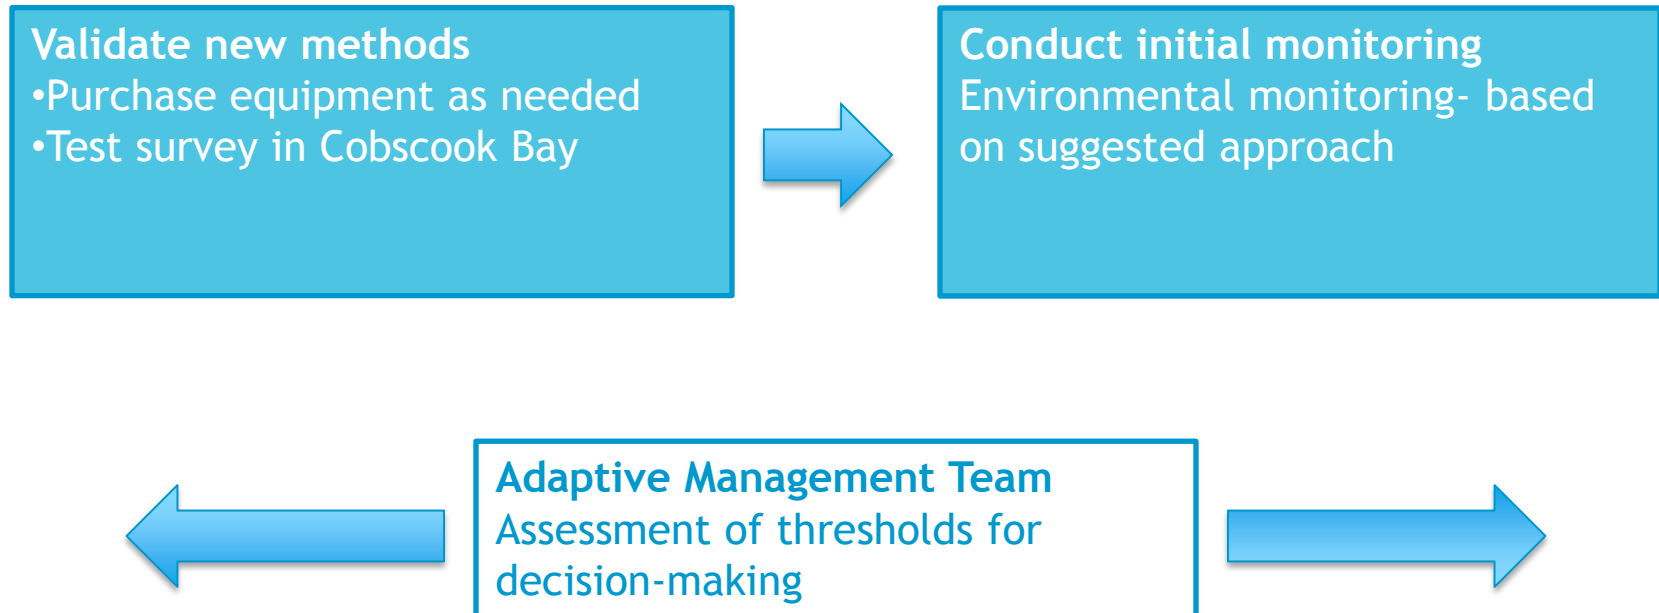 Validate new methods
•Purchase equipment as needed
•Test survey in Cobscook Bay
Conduct initial monitoring
Environmental monitoring- based
on suggested approach
Adaptive Management Team
Assessment of thresholds for
decision-making